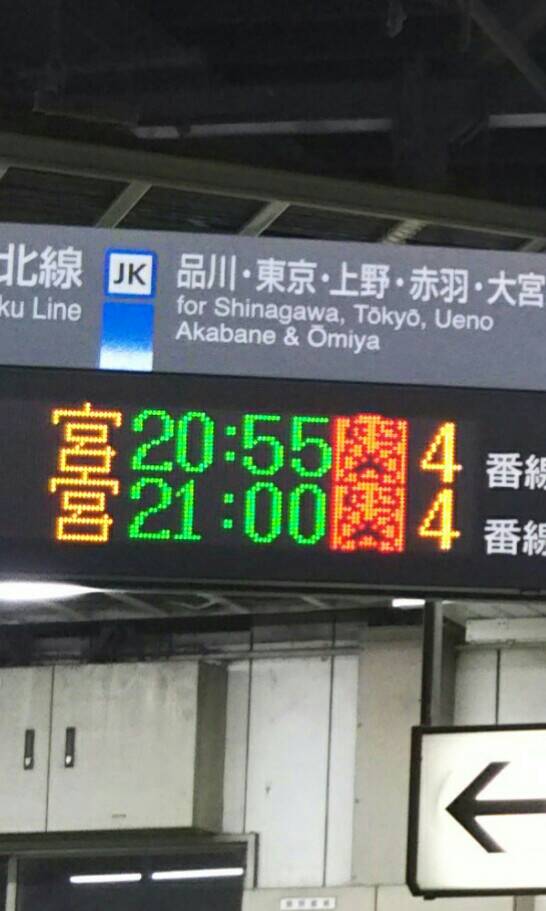 北線 JK 品川・東京・上野・赤羽・大宮
ku Line for Shinagawa, Tōkyō, Ueno
Akabane & Ōmiya
宮 20:55 4 番線
宮 21:00 4 番線